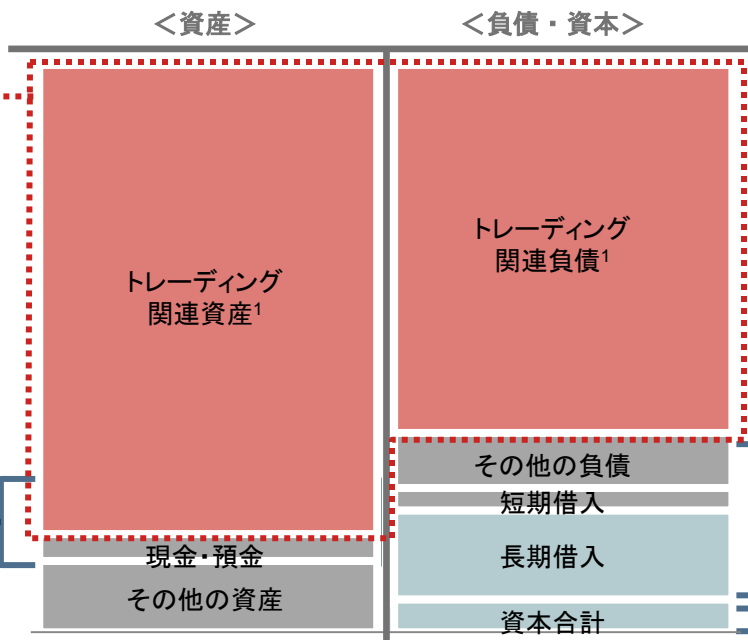 ＜資産＞
＜負債・資本＞
トレーディング
関連資産1
現金・預金
その他の資産
トレーディング
関連負債1
その他の負債
短期借入
長期借入
資本合計